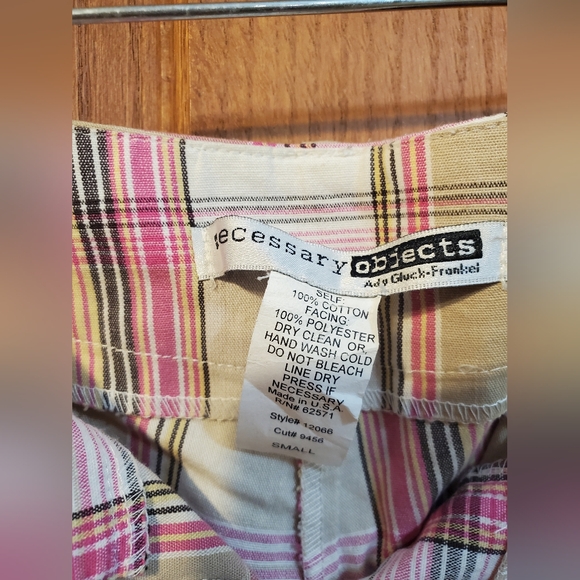 necessary objects
Ady Gluck-Frankel
SELF:
100% COTTON
FACING:
100% POLYESTER
DRY CLEAN OR,
HAND WASH COLD
DO NOT BLEACH
LINE DRY
PRESS IF
NECESSARY
Made in U.S.A
R/N# 62571
Style# 12066
Cut# 9456
SMALL